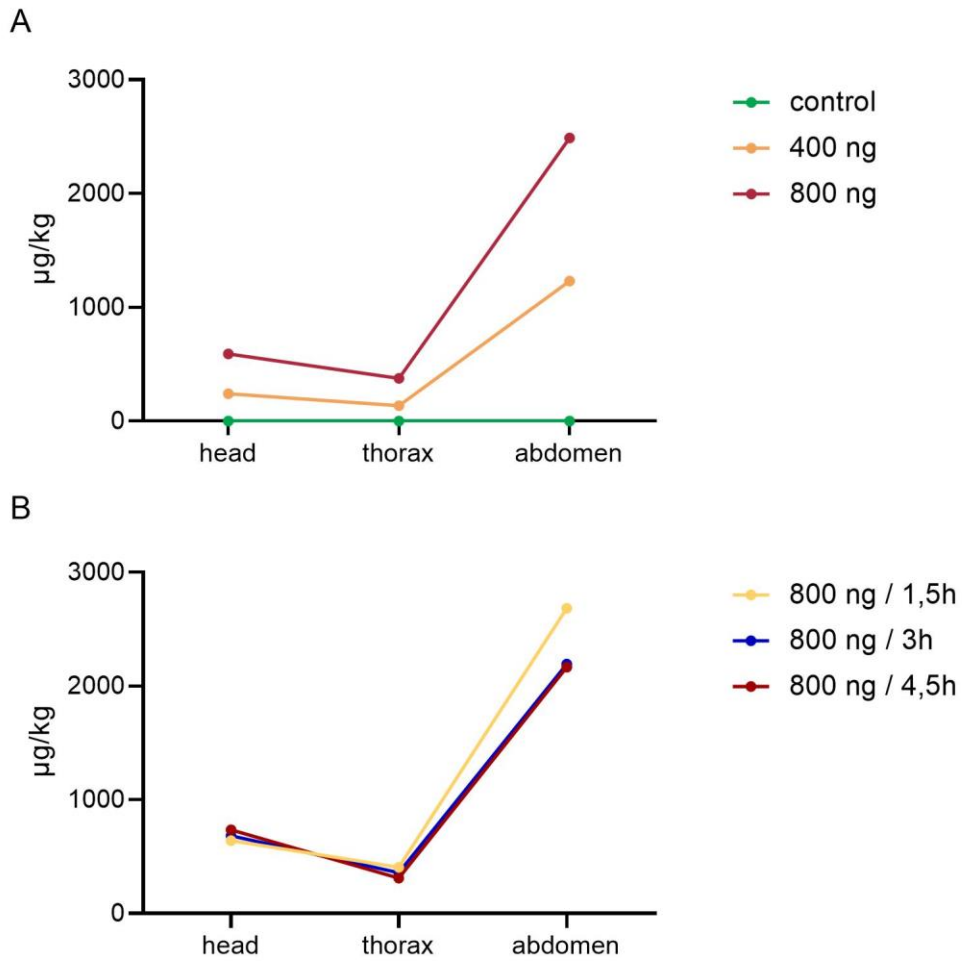 A
3000
2000
1000
0
µg/kg
head thorax abdomen
control
400 ng
800 ng
B
3000
2000
1000
0
µg/kg
head thorax abdomen
800 ng / 1,5h
800 ng / 3h
800 ng / 4,5h